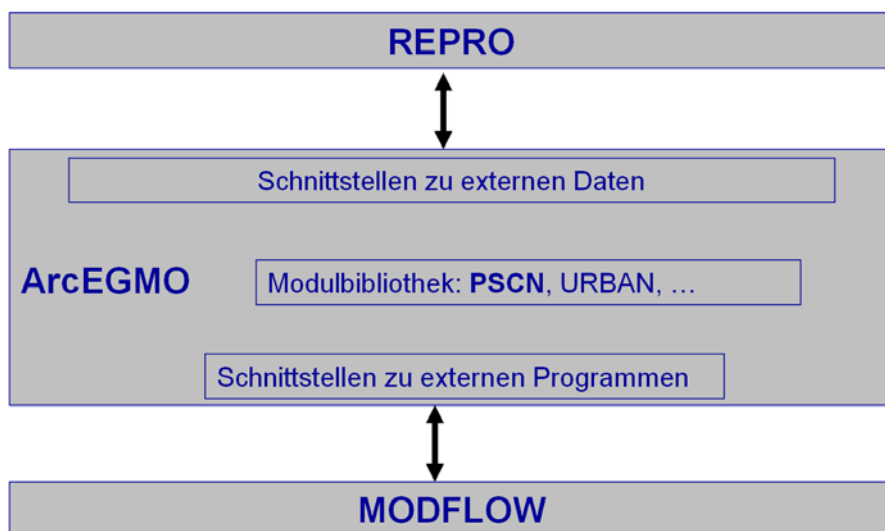 REPRO
Schnittstellen zu externen Daten
ArcEGMO
Modulbibliothek: PSCN, URBAN, …
Schnittstellen zu externen Programmen
MODFLOW